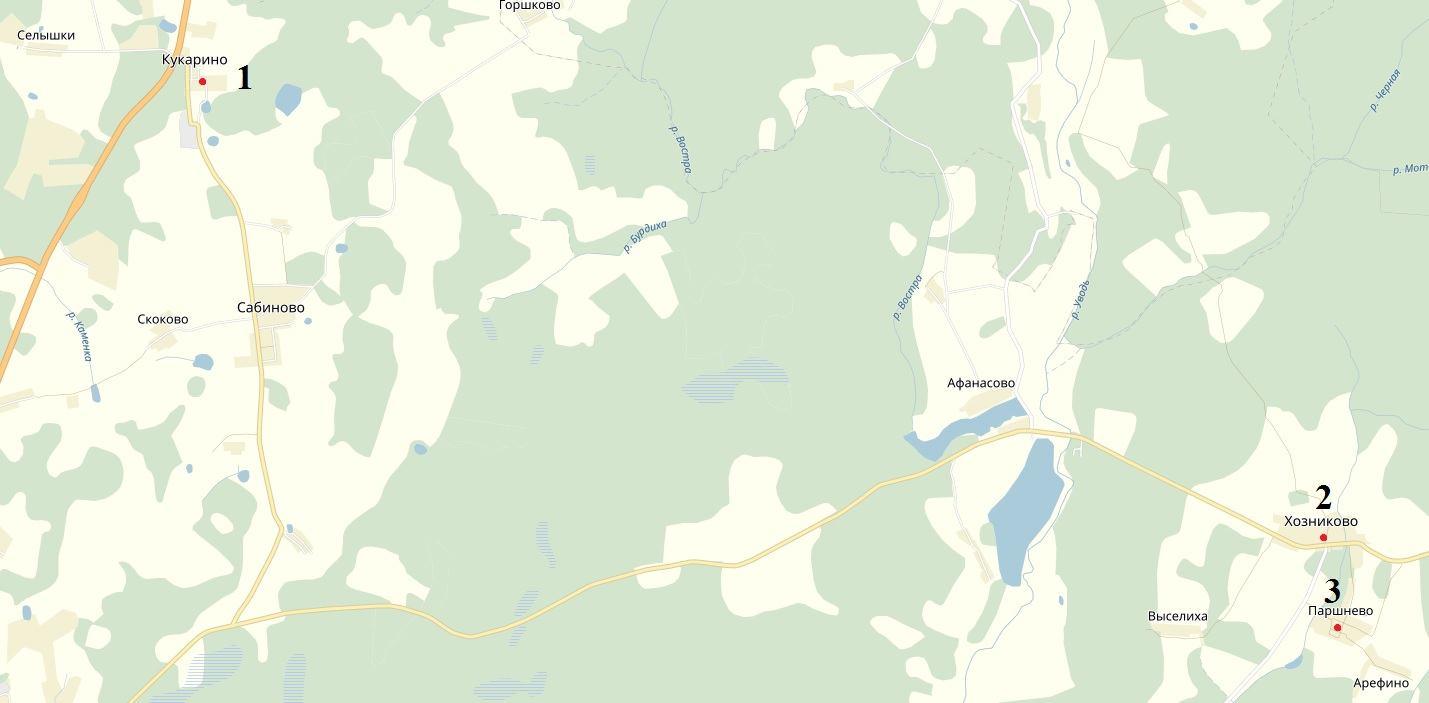 Горшково
Селышки
Кукарино
1
р. Черная
р. Востра
р. Мот
р. Бурдиха
р. Востра
р. Уводь
Сабиново
Скоково
р. Каменка
Афанасово
2
Хозниково
3
Паршнево
Выселиха
Арефино